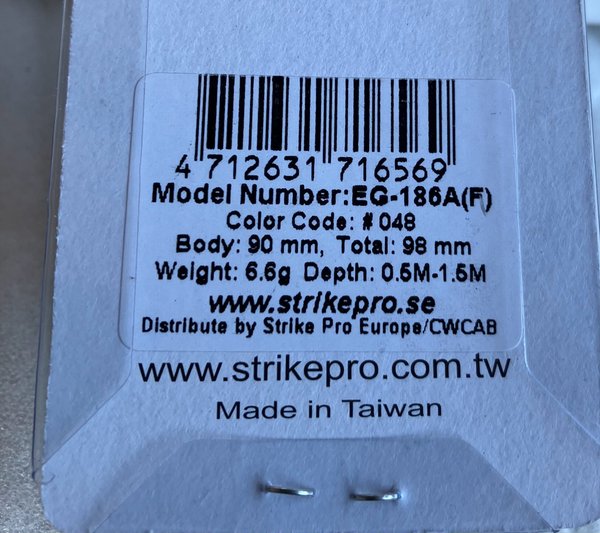 4 712631 716569
Model Number:EG-186A(F)
Color Code: # 048
Body: 90 mm, Total: 98 mm
Weight: 6.6g Depth: 0.5M-1.5M
www.strikepro.se
Distribute by Strike Pro Europe/CWCAB
www.strikepro.com.tw
Made in Taiwan